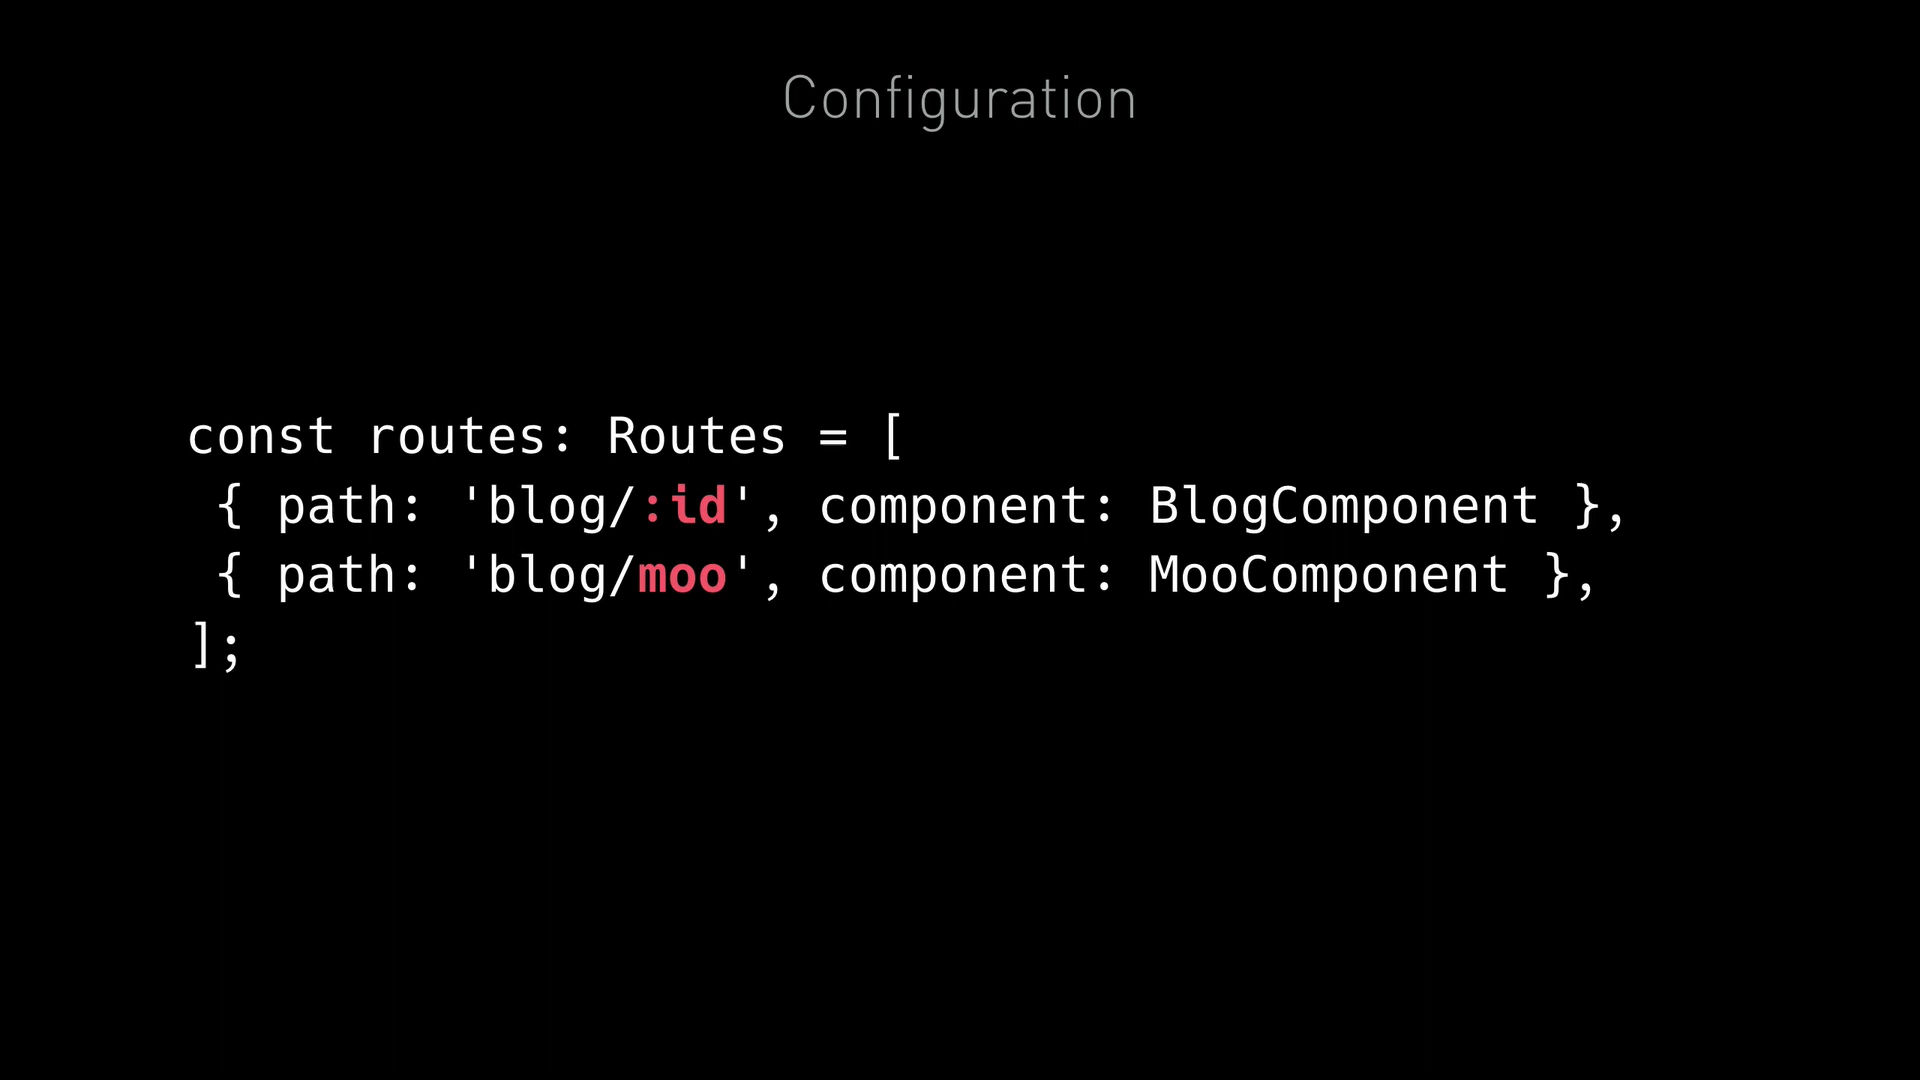 Configuration
const routes: Routes = [
 { path: 'blog/:id', component: BlogComponent },
 { path: 'blog/moo', component: MooComponent },
];